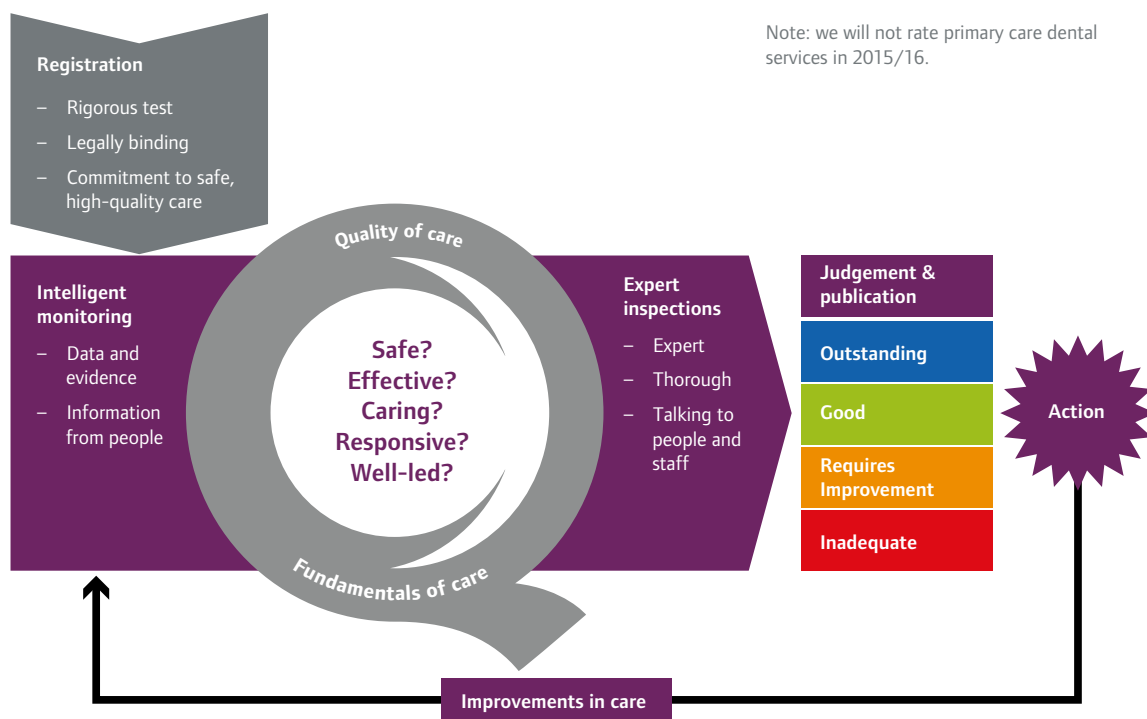 Note: we will not rate primary care dental
services in 2015/16.
Registration
– Rigorous test
– Legally binding
– Commitment to safe,
high-quality care
Quality of care
Intelligent
monitoring
– Data and
evidence
– Information
from people
Safe?
Effective?
Caring?
Responsive?
Well-led?
Fundamentals of care
Expert
inspections
– Expert
– Thorough
– Talking to
people and
staff
Judgement &
publication
Outstanding
Good
Requires
Improvement
Inadequate
Action
Improvements in care